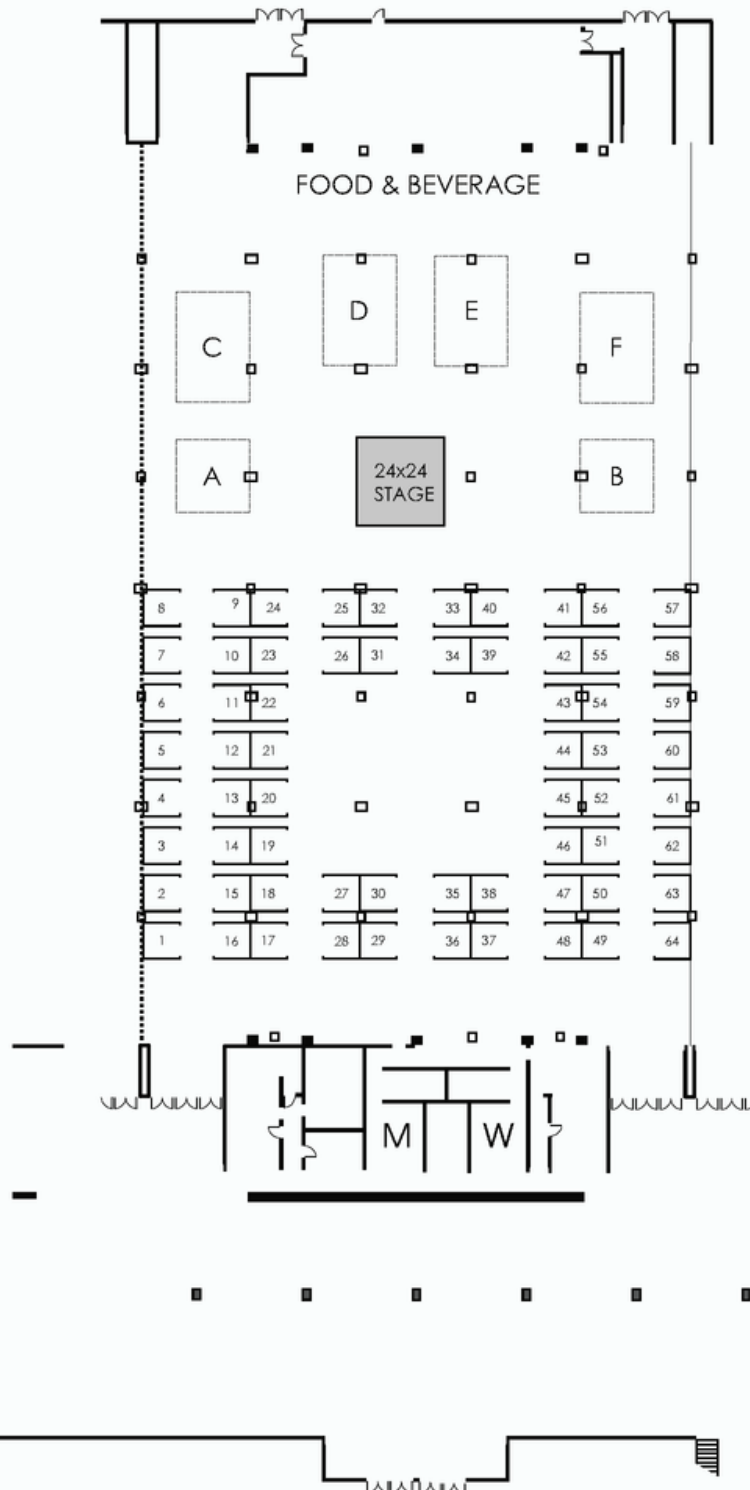 FOOD & BEVERAGE
D E
C F
24x24
STAGE
A B
8 9 24 25 32 33 40 41 56 57
7 10 23 26 31 34 39 42 55 58
6 11 22 43 54 59
5 12 21 44 53 60
4 13 20 45 52 61
3 14 19 46 51 62
2 15 18 27 30 35 38 47 50 63
1 16 17 28 29 36 37 48 49 64
M W